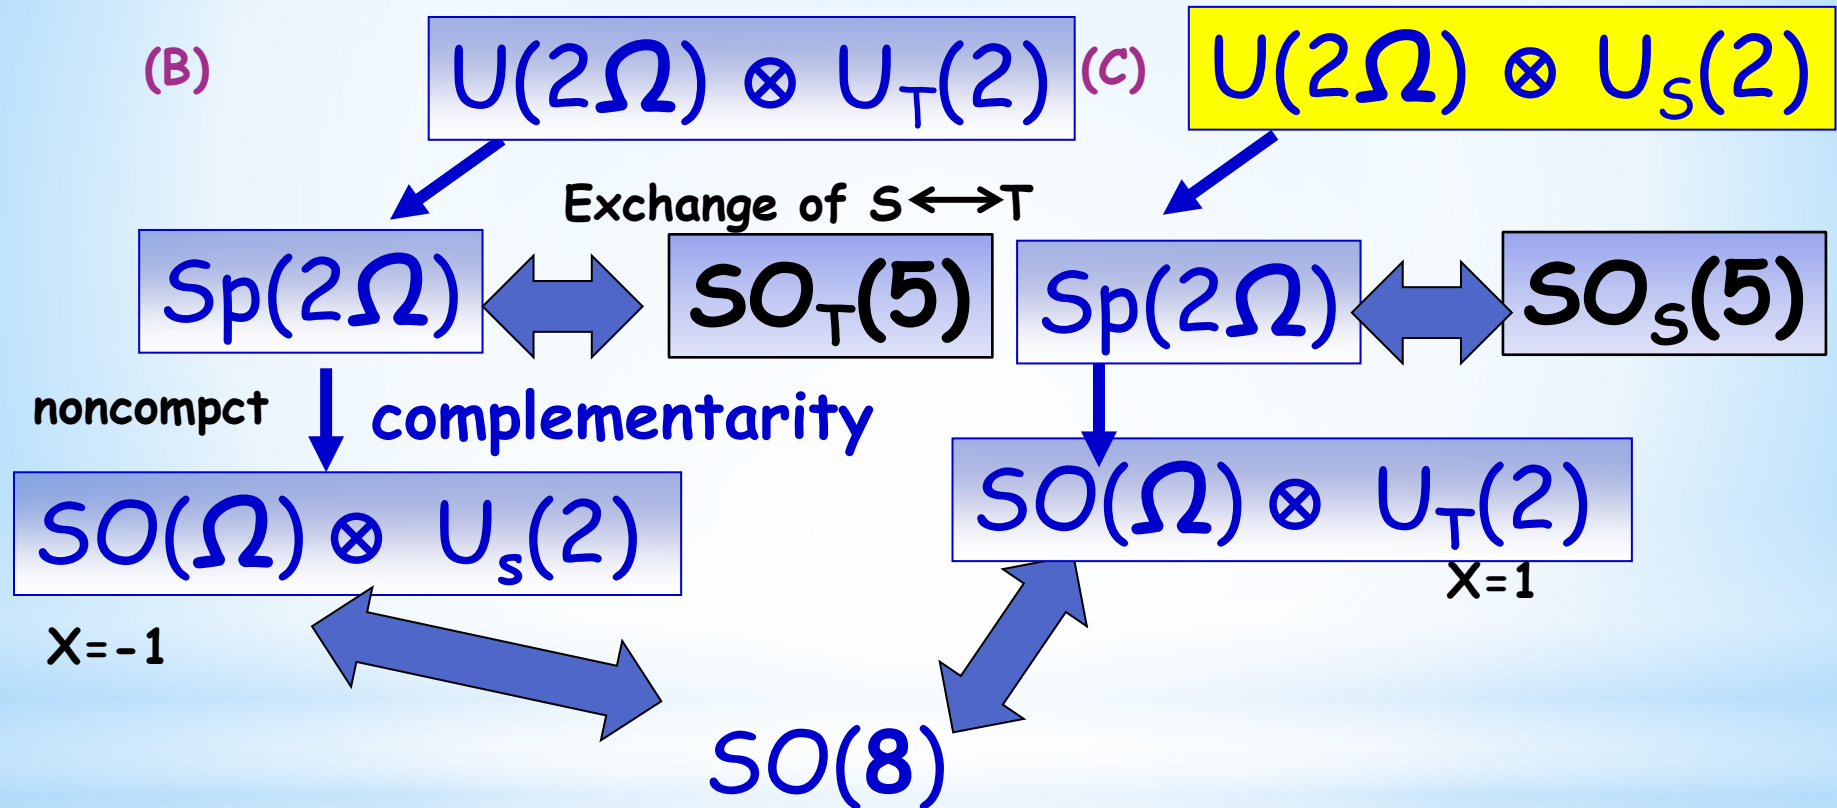 (B)
U(2Ω) ⊗ U_T(2)
(C)
U(2Ω) ⊗ U_S(2)
Exchange of S⟷T
Sp(2Ω)
SO_T(5)
Sp(2Ω)
SO_S(5)
noncompct
complementarity
SO(Ω) ⊗ U_s(2)
SO(Ω) ⊗ U_T(2)
X=1
X=-1
SO(8)